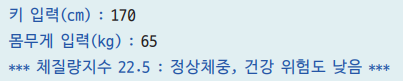 키 입력(cm) : 170
몸무게 입력(kg) : 65
*** 체질량지수 22.5 : 정상체중, 건강 위험도 낮음 ***